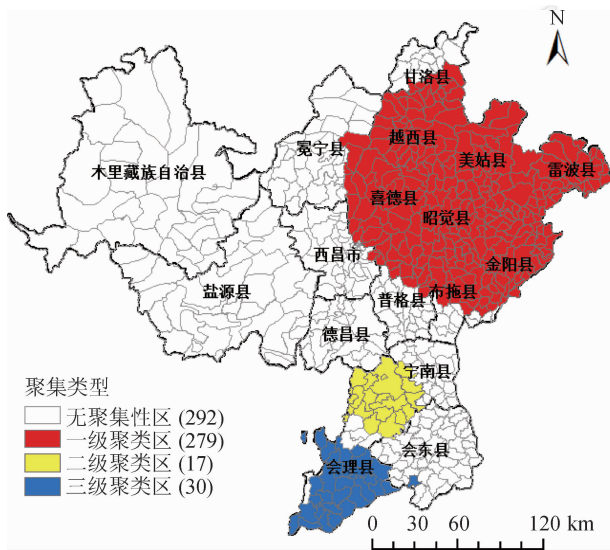 N
甘洛县
越西县
冕宁县
美姑县
木里藏族自治县
雷波县
喜德县
昭觉县
西昌市
金阳县
盐源县
布拖县
普格县
德昌县
宁南县
聚集类型
无聚集性区 (292)
一级聚类区 (279)
会东县
二级聚类区 (17)
会理县
三级聚类区 (30)
0 30 60 120 km